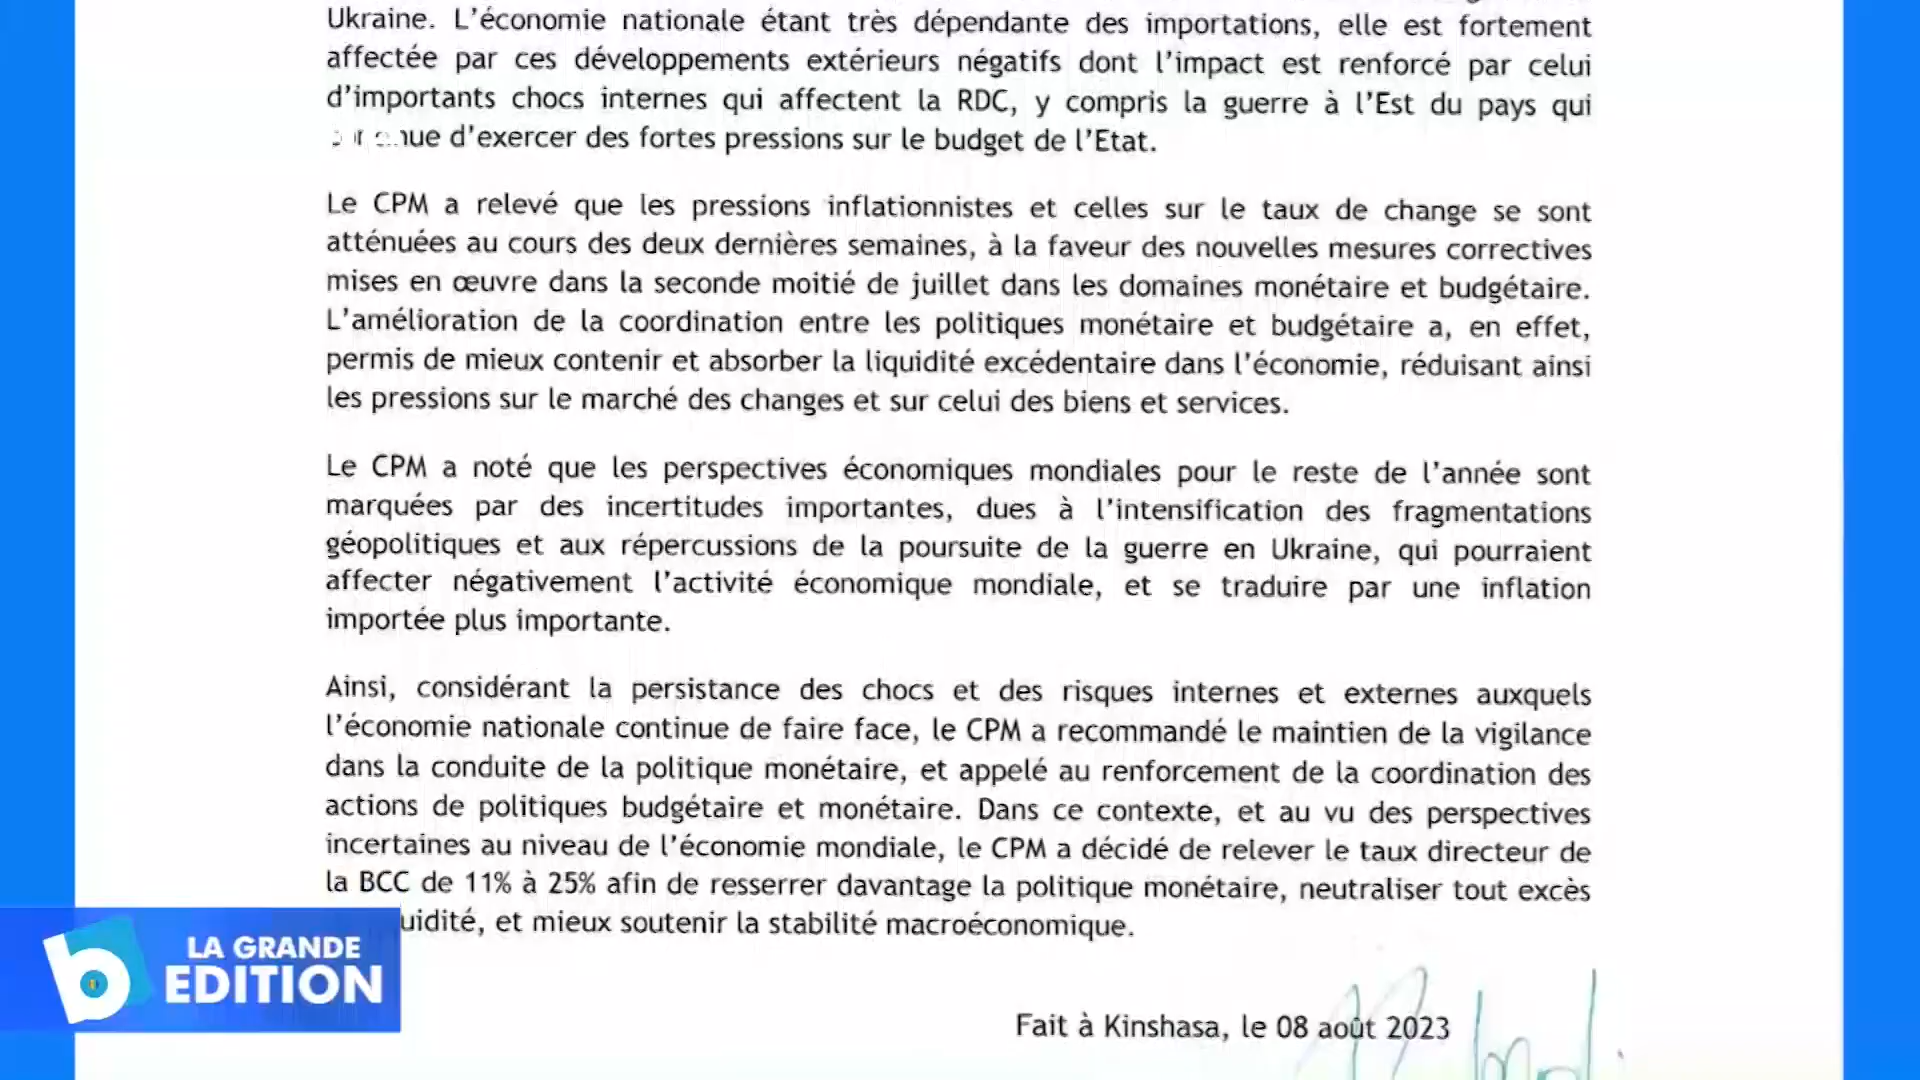 Ukraine. L'économie nationale étant très dépendante des importations, elle est fortement
affectée par ces développements extérieurs négatifs dont l'impact est renforcé par celui
d'importants chocs internes qui affectent la RDC, y compris la guerre à l'Est du pays qui
d'exercer des fortes pressions sur le budget de l'Etat.
Le CPM a relevé que les pressions inflationnistes et celles sur le taux de change se sont
atténuées au cours des deux dernières semaines, à la faveur des nouvelles mesures correctives
mises en œuvre dans la seconde moitié de juillet dans les domaines monétaire et budgétaire.
L'amélioration de la coordination entre les politiques monétaire et budgétaire a, en effet,
permis de mieux contenir et absorber la liquidité excédentaire dans l'économie, réduisant ainsi
les pressions sur le marché des changes et sur celui des biens et services.
Le CPM a noté que les perspectives économiques mondiales pour le reste de l'année sont
marquées par des incertitudes importantes, dues à l'intensification des fragmentations
géopolitiques et aux répercussions de la poursuite de la guerre en Ukraine, qui pourraient
affecter négativement l'activité économique mondiale, et se traduire par une inflation
importée plus importante.
Ainsi, considérant la persistance des chocs et des risques internes et externes auxquels
l'économie nationale continue de faire face, le CPM a recommandé le maintien de la vigilance
dans la conduite de la politique monétaire, et appelé au renforcement de la coordination des
actions de politiques budgétaire et monétaire. Dans ce contexte, et au vu des perspectives
incertaines au niveau de l'économie mondiale, le CPM a décidé de relever le taux directeur de
la BCC de 11% à 25% afin de resserrer davantage la politique monétaire, neutraliser tout excès
uidité, et mieux soutenir la stabilité macroéconomique.
Fait à Kinshasa, le 08 août 2023
b
LA GRANDE
EDITION